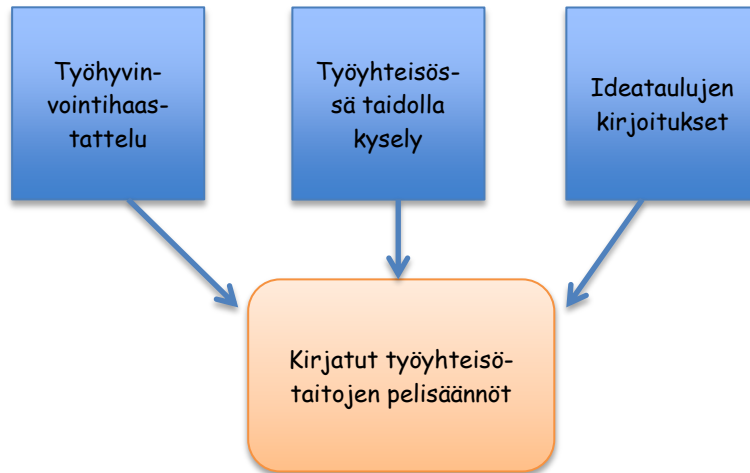 Työhyvin-
vointihaas-
tattelu
Työyhteisös-
sä taidolla
kysely
Ideataulujen
kirjoitukset
Kirjatut työyhteisö-
taitojen pelisäännöt